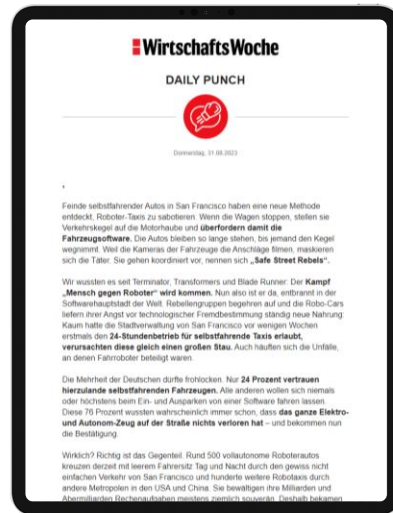 WirtschaftsWoche
DAILY PUNCH
Donnerstag, 31.08.2023
Feinde selbstfahrender Autos in San Francisco haben eine neue Methode
entdeckt, Roboter-Taxis zu sabotieren. Wenn die Wagen stoppen, stellen sie
Verkehrskegel auf die Motorhaube und überfordern damit die
Fahrzeugsoftware. Die Autos bleiben so lange stehen, bis jemand den Kegel
wegnimmt. Weil die Kameras der Fahrzeuge die Anschläge filmen, maskieren
sich die Täter. Sie gehen koordiniert vor, nennen sich „Safe Street Rebels“.
Wir wussten es seit Terminator, Transformers und Blade Runner: Der Kampf
„Mensch gegen Roboter“ wird kommen. Nun also ist er da, entbrannt in der
Softwarehauptstadt der Welt. Rebellengruppen begehren auf und die Robo-Cars
liefern ihrer Angst vor technologischer Fremdbestimmung ständig neue Nahrung:
Kaum hatte die Stadtverwaltung von San Francisco vor wenigen Wochen
erstmals den 24-Stundenbetrieb für selbstfahrende Taxis erlaubt,
verursachten diese gleich einen großen Stau. Auch häuften sich die Unfälle,
an denen Fahrroboter beteiligt waren.
Die Mehrheit der Deutschen dürfte frohlocken. Nur 24 Prozent vertrauen
hierzulande selbstfahrenden Fahrzeugen. Alle anderen wollen sich niemals
oder höchstens beim Ein- und Ausparken von einer Software fahren lassen.
Diese 76 Prozent wussten wahrscheinlich immer schon, dass das ganze Elektro-
und Autonom-Zeug auf der Straße nichts verloren hat – und bekommen nun
die Bestätigung.
Wirklich? Richtig ist das Gegenteil. Rund 500 vollautonome Roboterautos
kreuzen derzeit mit leerem Fahrersitz Tag und Nacht durch den gewiss nicht
einfachen Verkehr von San Francisco und hunderte weitere Robotaxis durch
andere Metropolen in den USA und China. Sie bewältigen ihre Milliarden und
Abermilliarden Rechenaufgaben meistens ziemlich souverän. Deshalb bekamen